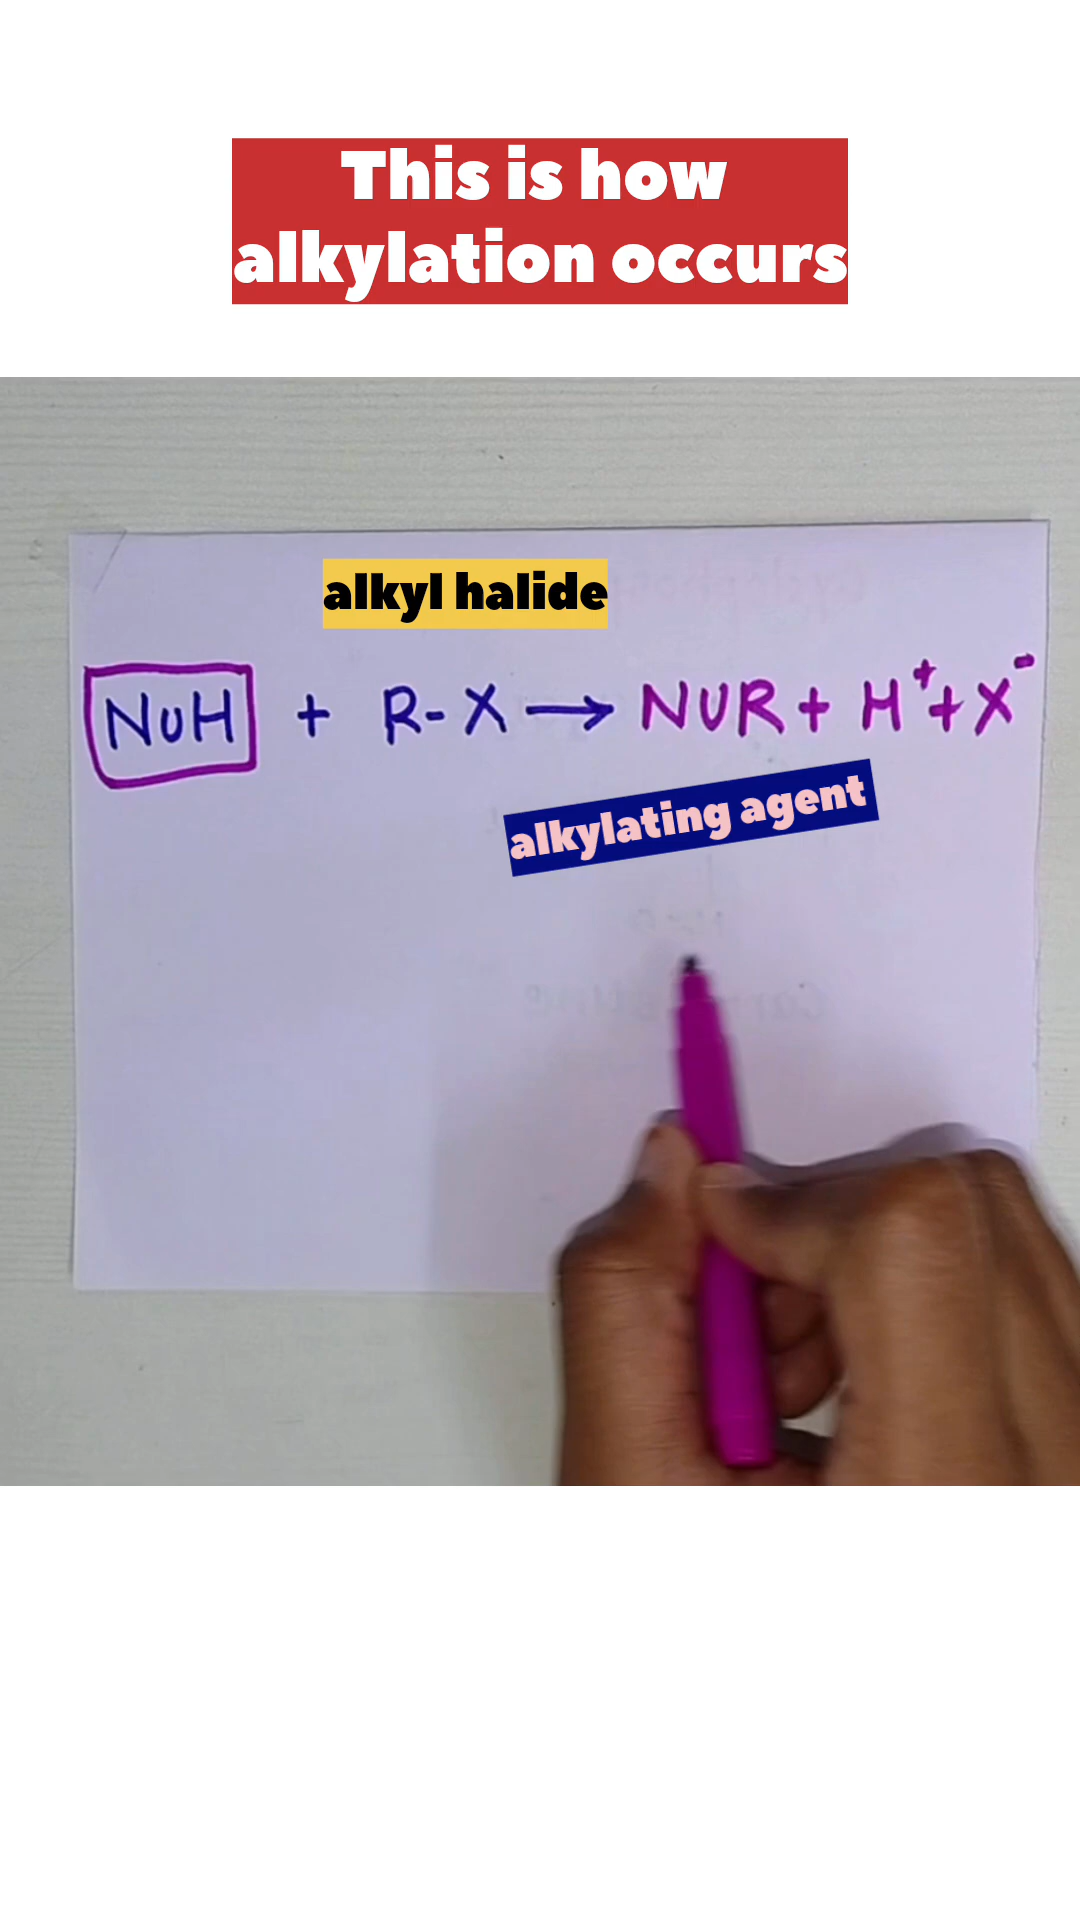 This is how
alkylation occurs
alkyl halide
NUH + R-X → NUR + H⁺ + X⁻
alkylating agent